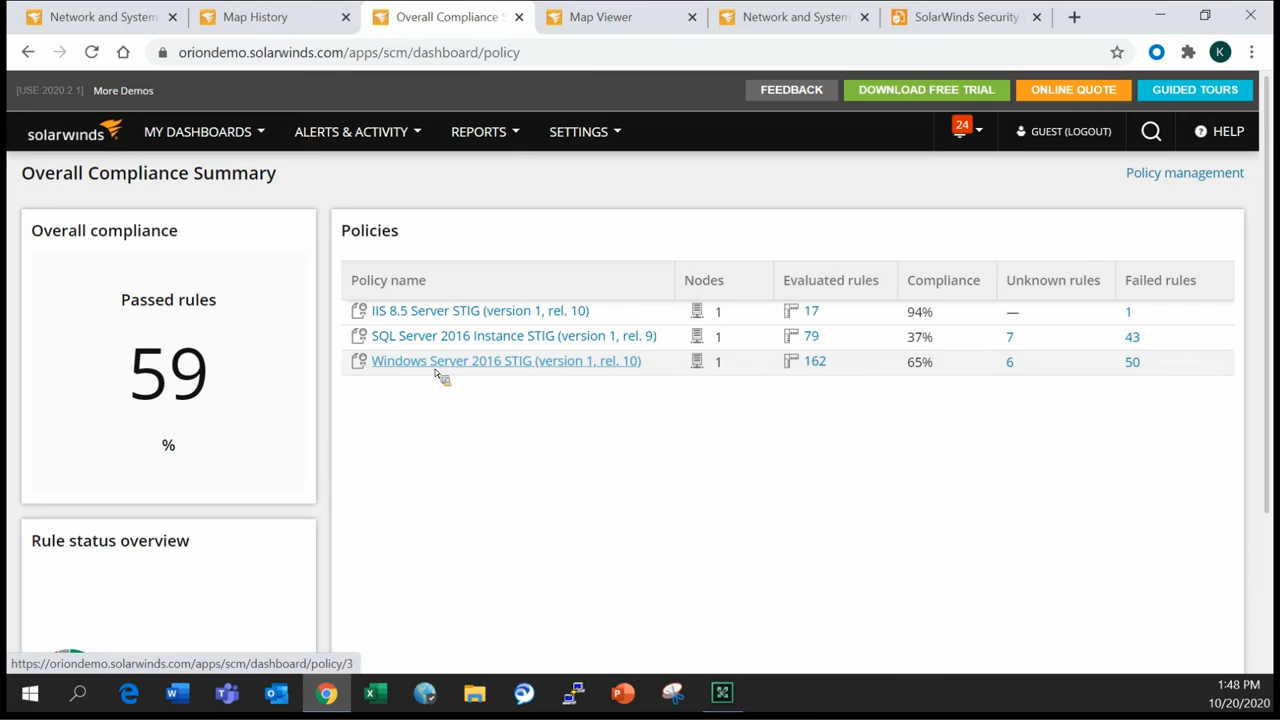 Network and System
Map History
Overall Compliance S
Map Viewer
Network and System
SolarWinds Security
oriondemo.solarwinds.com/apps/scm/dashboard/policy
K
[USE:2020.2.1] More Demos
FEEDBACK
DOWNLOAD FREE TRIAL
ONLINE QUOTE
GUIDED TOURS
solarwinds
MY DASHBOARDS
ALERTS & ACTIVITY
REPORTS
SETTINGS
24
GUEST (LOGOUT)
HELP
Overall Compliance Summary
Policy management
Overall compliance
Passed rules
59
%
Policies
Policy name Nodes Evaluated rules Compliance Unknown rules Failed rules
IIS 8.5 Server STIG (version 1, rel. 10) 1 17 94% — 1
SQL Server 2016 Instance STIG (version 1, rel. 9) 1 79 37% 7 43
Windows Server 2016 STIG (version 1, rel. 10) 1 162 65% 6 50
Rule status overview
https://oriondemo.solarwinds.com/apps/scm/dashboard/policy/3
1:48 PM
10/20/2020